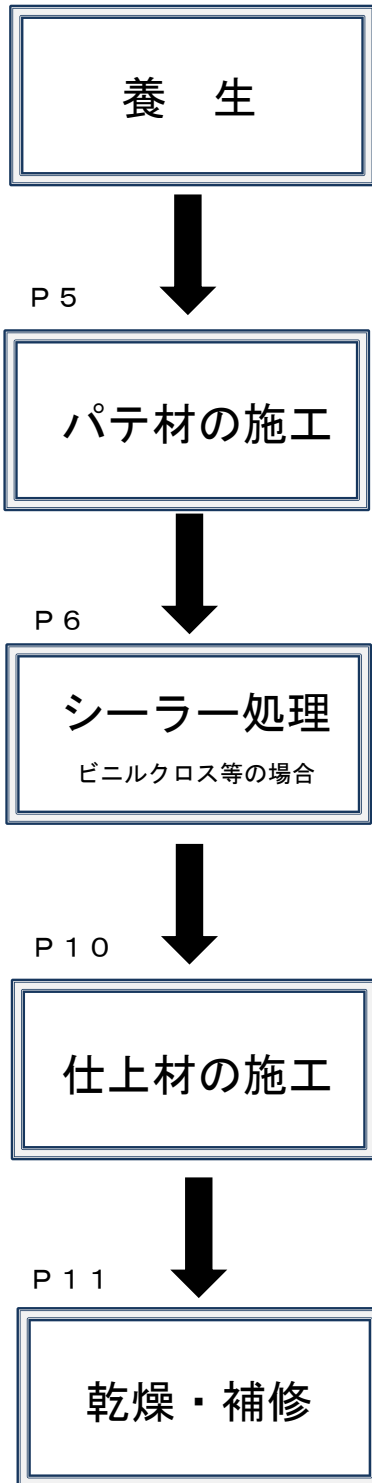 養　生
Ｐ５
パテ材の施工
Ｐ６
シーラー処理
ビニルクロス等の場合
Ｐ１０
仕上材の施工
Ｐ１１
乾燥・補修